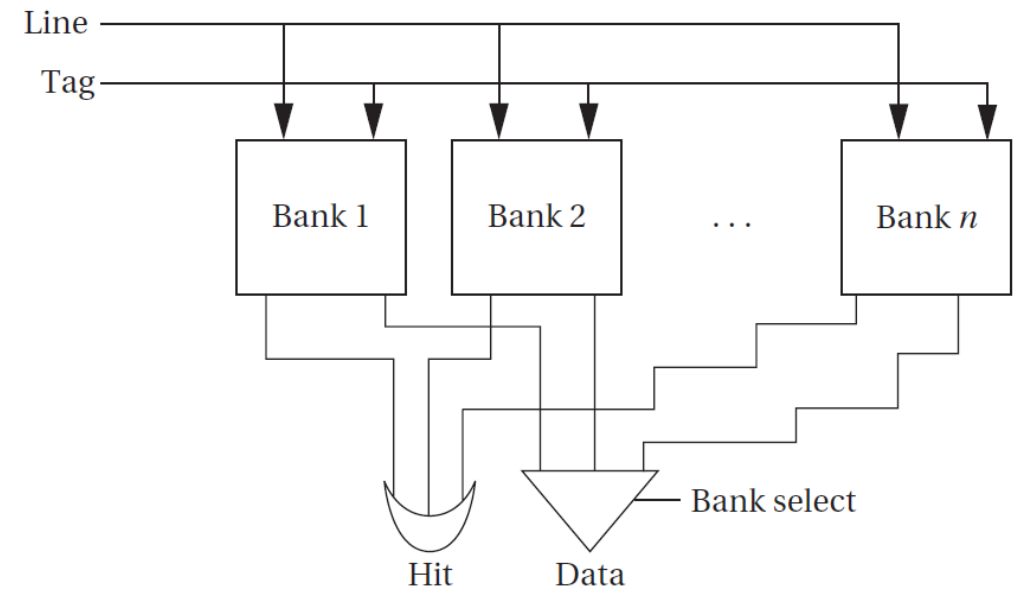 Line
Tag
Bank 1
Bank 2
. . .
Bank n
Bank select
Hit
Data